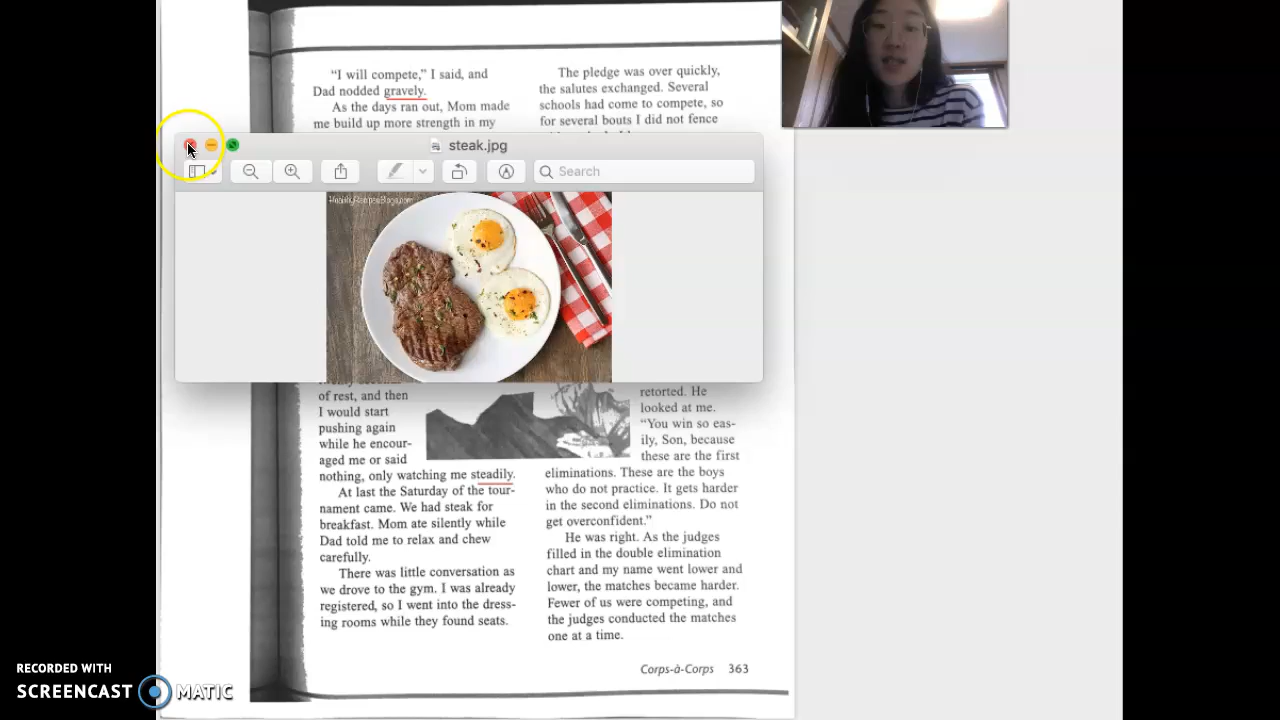 "I will compete," I said, and
Dad nodded gravely.
As the days ran out, Mom made
me build up more strength in my
The pledge was over quickly,
the salutes exchanged. Several
schools had come to compete, so
for several bouts I did not fence
steak.jpg
Search
of rest, and then
I would start
pushing again
while he encour-
aged me or said
nothing, only watching me steadily.
At last the Saturday of the tour-
nament came. We had steak for
breakfast. Mom ate silently while
Dad told me to relax and chew
carefully.
There was little conversation as
we drove to the gym. I was already
registered, so I went into the dress-
ing rooms while they found seats.
retorted. He
looked at me.
"You win so eas-
ily, Son, because
these are the first
eliminations. These are the boys
who do not practice. It gets harder
in the second eliminations. Do not
get overconfident."
He was right. As the judges
filled in the double elimination
chart and my name went lower and
lower, the matches became harder.
Fewer of us were competing, and
the judges conducted the matches
one at a time.
Corps-à-Corps 363
RECORDED WITH
SCREENCAST MATIC